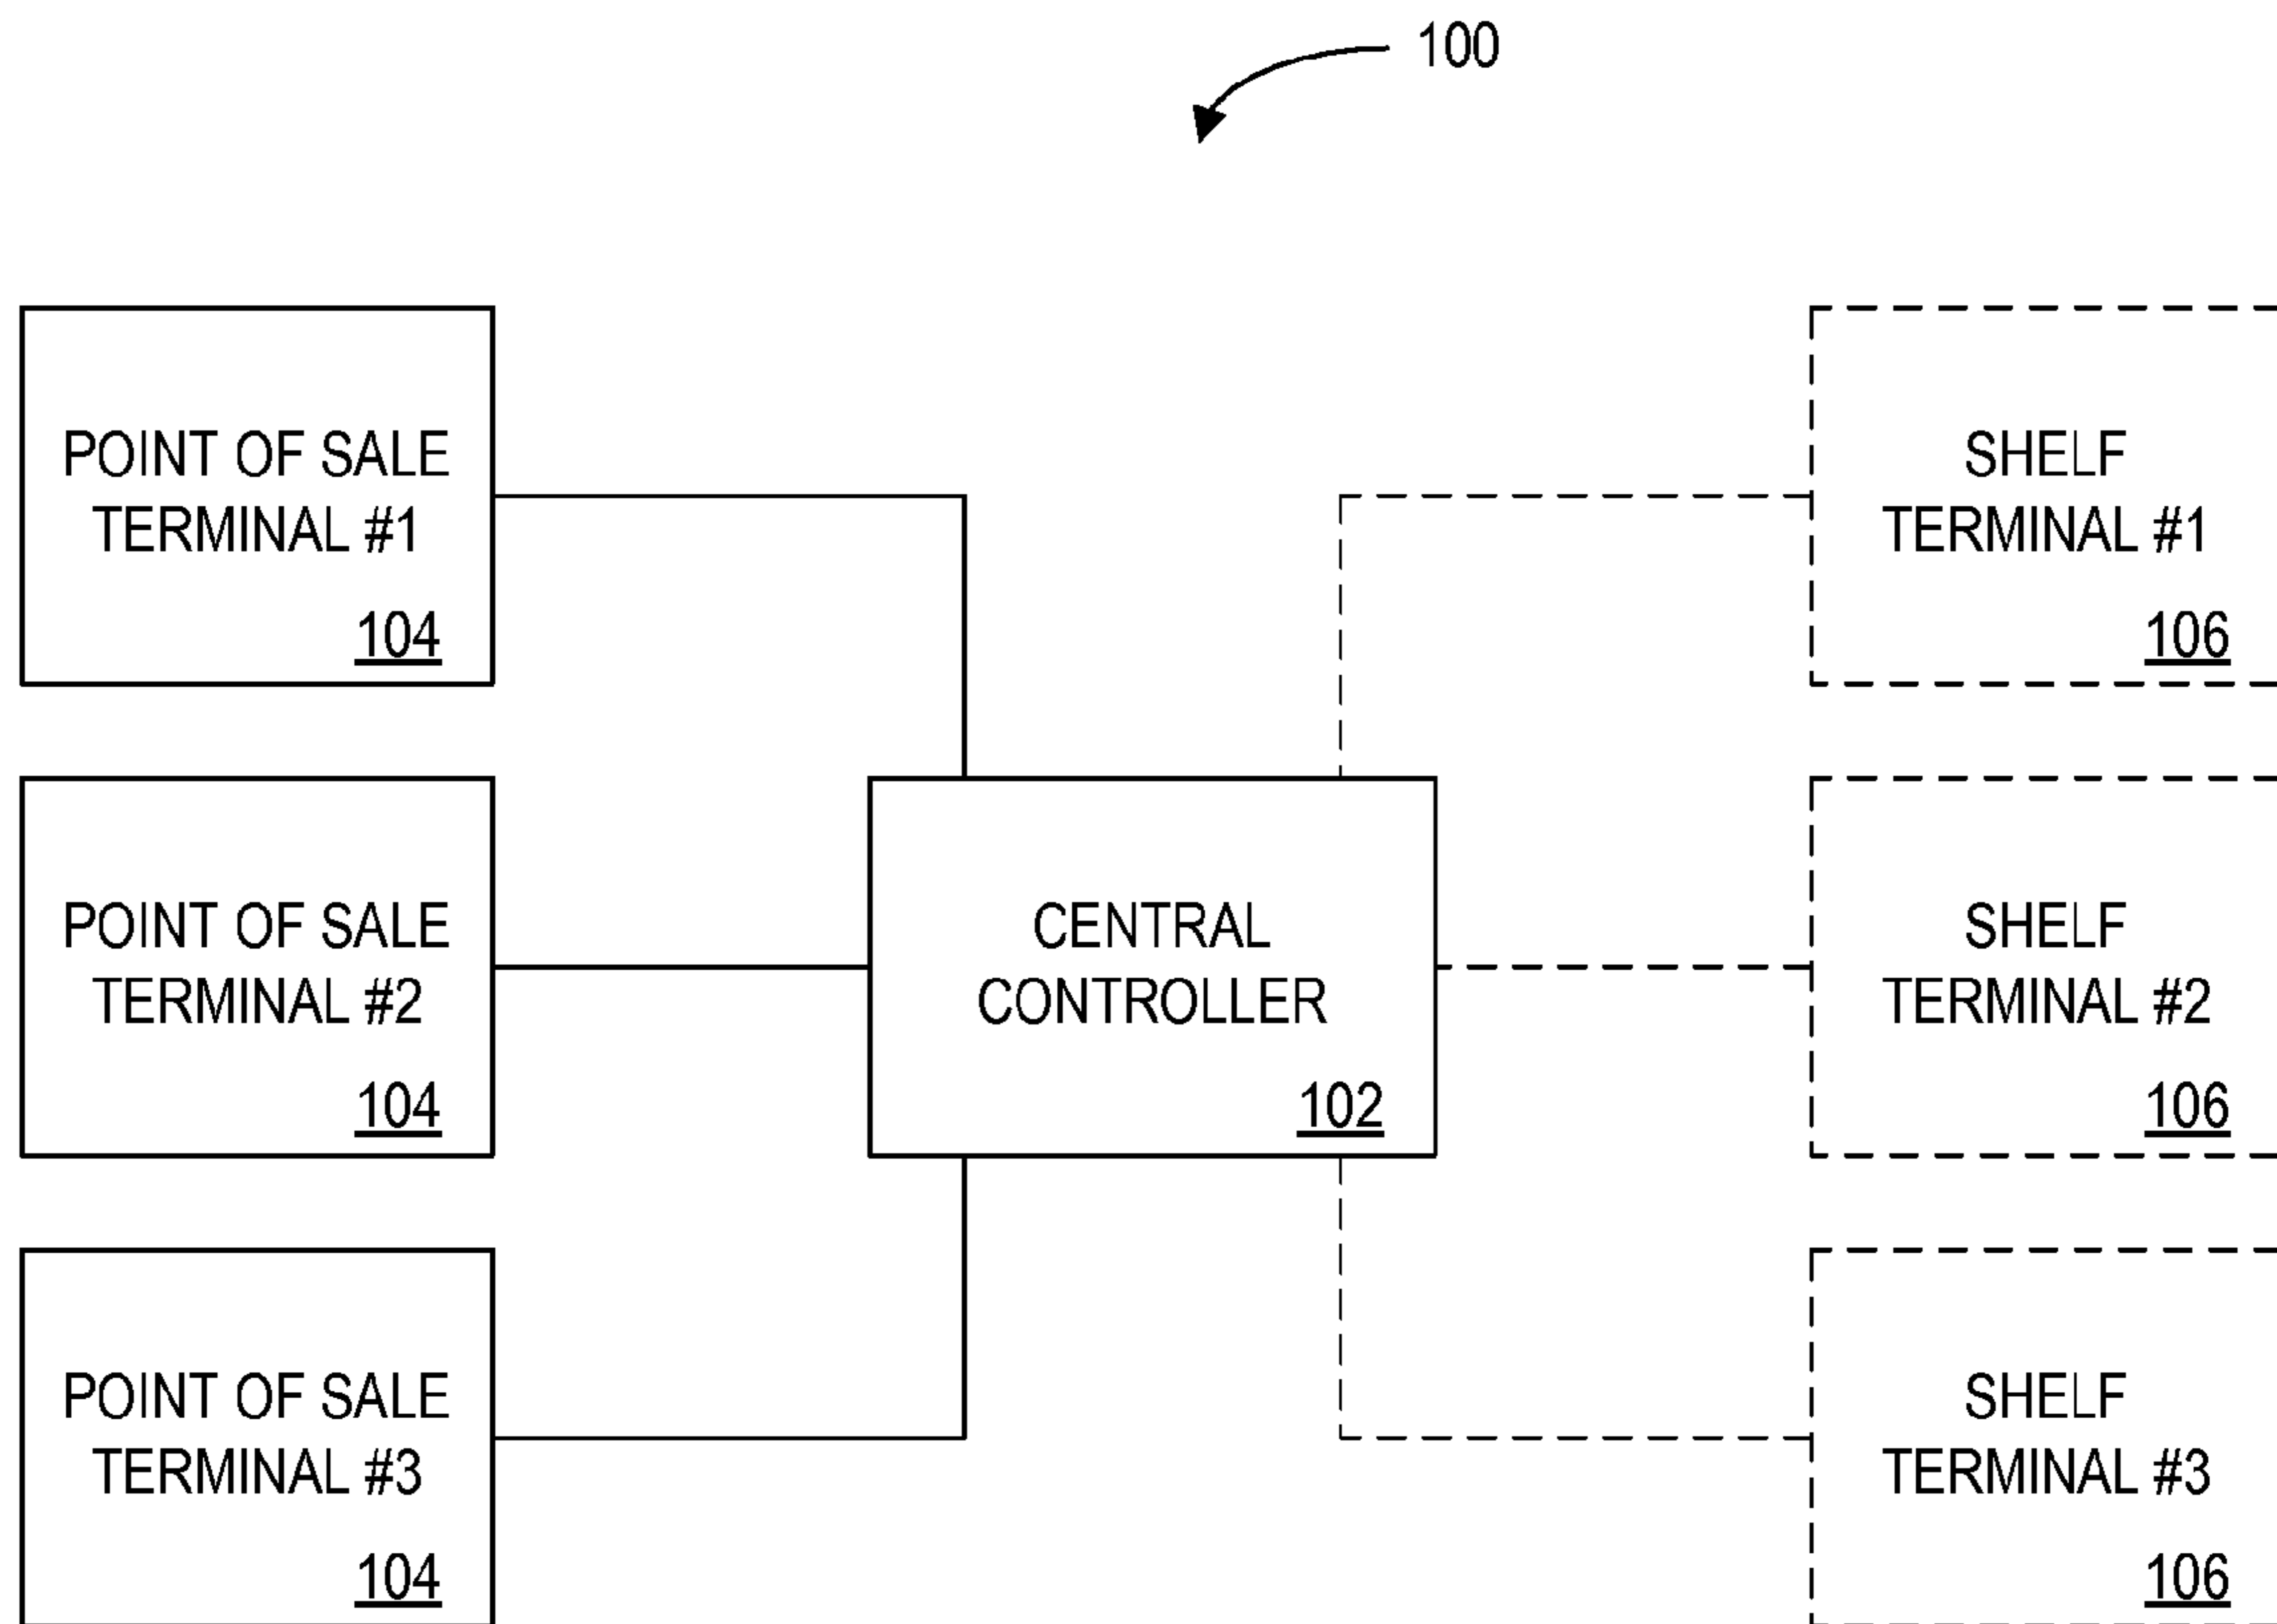 100
POINT OF SALE
TERMINAL #1
104
SHELF
TERMINAL #1
106
POINT OF SALE
TERMINAL #2
104
CENTRAL
CONTROLLER
102
SHELF
TERMINAL #2
106
POINT OF SALE
TERMINAL #3
104
SHELF
TERMINAL #3
106